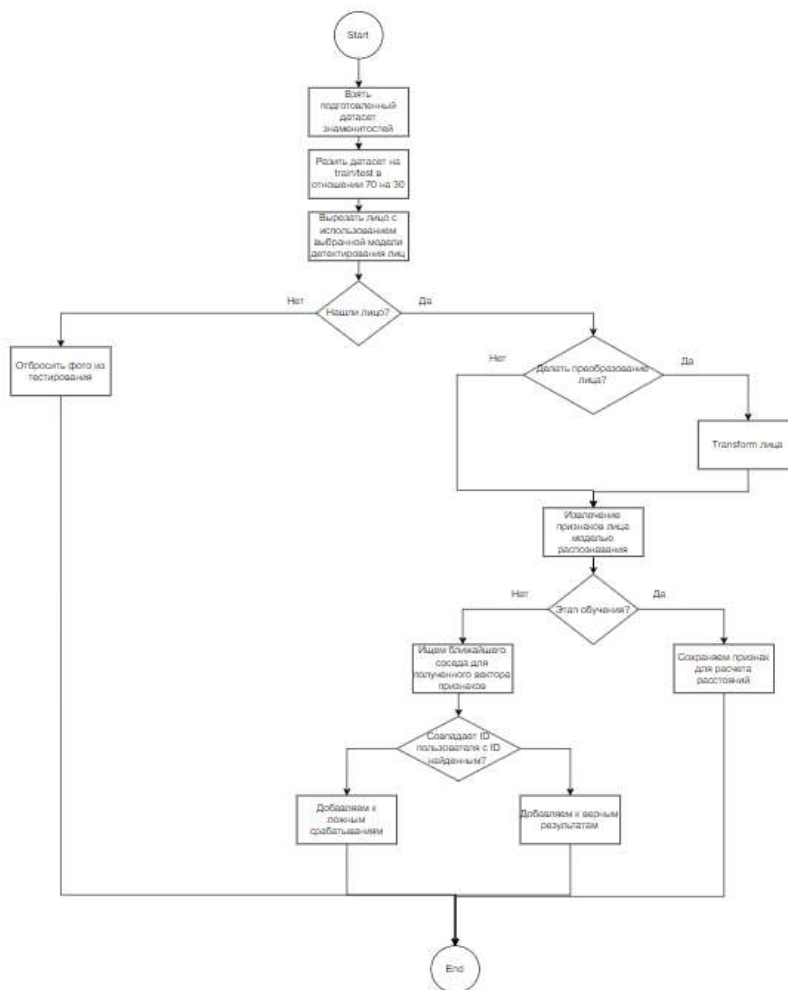 Start
Взять
подготовленный
датасет
знаменитостей
Разить датасет на
train/test в
отношении 70 на 30
Вырезать лицо с
использованием
выбранной модели
детектирования лиц
Нашли лицо?
Нет
Да
Отбросить фото из
тестирования
Делать преобразование
лица?
Нет
Да
Transform лица
Извлечение
признаков лица
моделью
распознавания
Этап обучения?
Нет
Да
Ищем ближайшего
соседа для
полученного вектора
признаков
Сохраняем признак
для расчета
расстояний
Совпадает ID
пользователя с ID
найденным?
Добавляем к
ложным
срабатываниям
Добавляем к верным
результатам
End